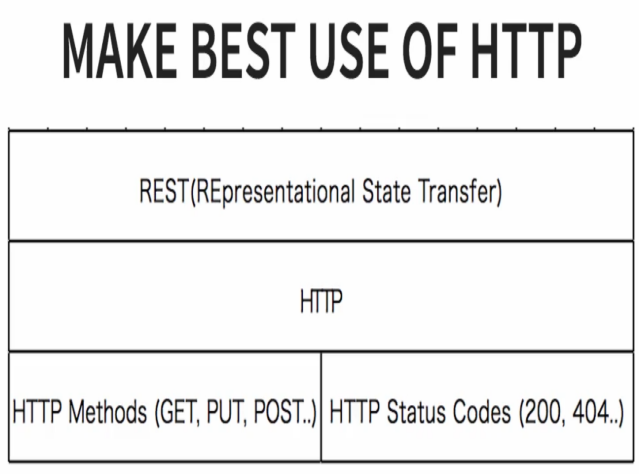 MAKE BEST USE OF HTTP
REST(REpresentational State Transfer)
HTTP
HTTP Methods (GET, PUT, POST..)
HTTP Status Codes (200, 404..)